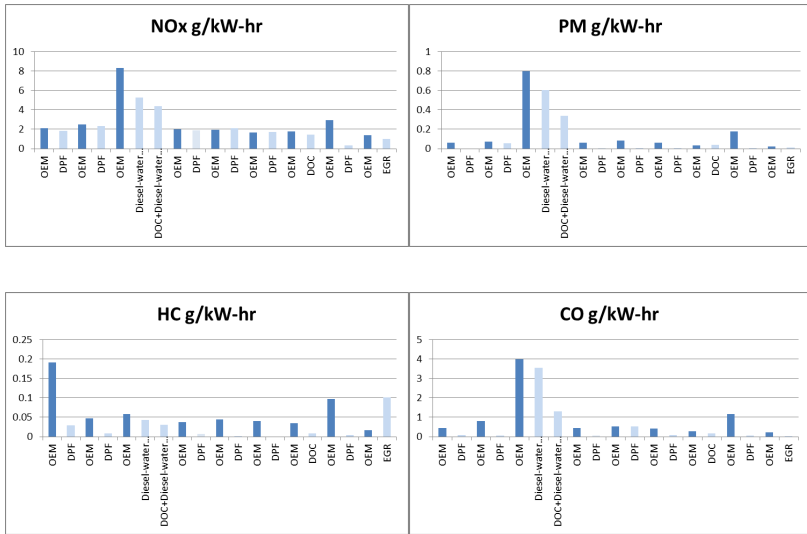 NOx g/kW-hr
10
8
6
4
2
0
OEM
DPF
OEM
DPF
OEM
Diesel-water...
DOC+Diesel-water...
OEM
DPF
OEM
DPF
OEM
DPF
OEM
DOC
OEM
DPF
OEM
EGR
PM g/kW-hr
1
0.8
0.6
0.4
0.2
0
OEM
DPF
OEM
DPF
OEM
Diesel-water...
DOC+Diesel-water...
OEM
DPF
OEM
DPF
OEM
DPF
OEM
DOC
OEM
DPF
OEM
EGR
HC g/kW-hr
0.25
0.2
0.15
0.1
0.05
0
OEM
DPF
OEM
DPF
OEM
Diesel-water...
DOC+Diesel-water...
OEM
DPF
OEM
DPF
OEM
DPF
OEM
DOC
OEM
DPF
OEM
EGR
CO g/kW-hr
5
4
3
2
1
0
OEM
DPF
OEM
DPF
OEM
Diesel-water...
DOC+Diesel-water...
OEM
DPF
OEM
DPF
OEM
DPF
OEM
DOC
OEM
DPF
OEM
EGR